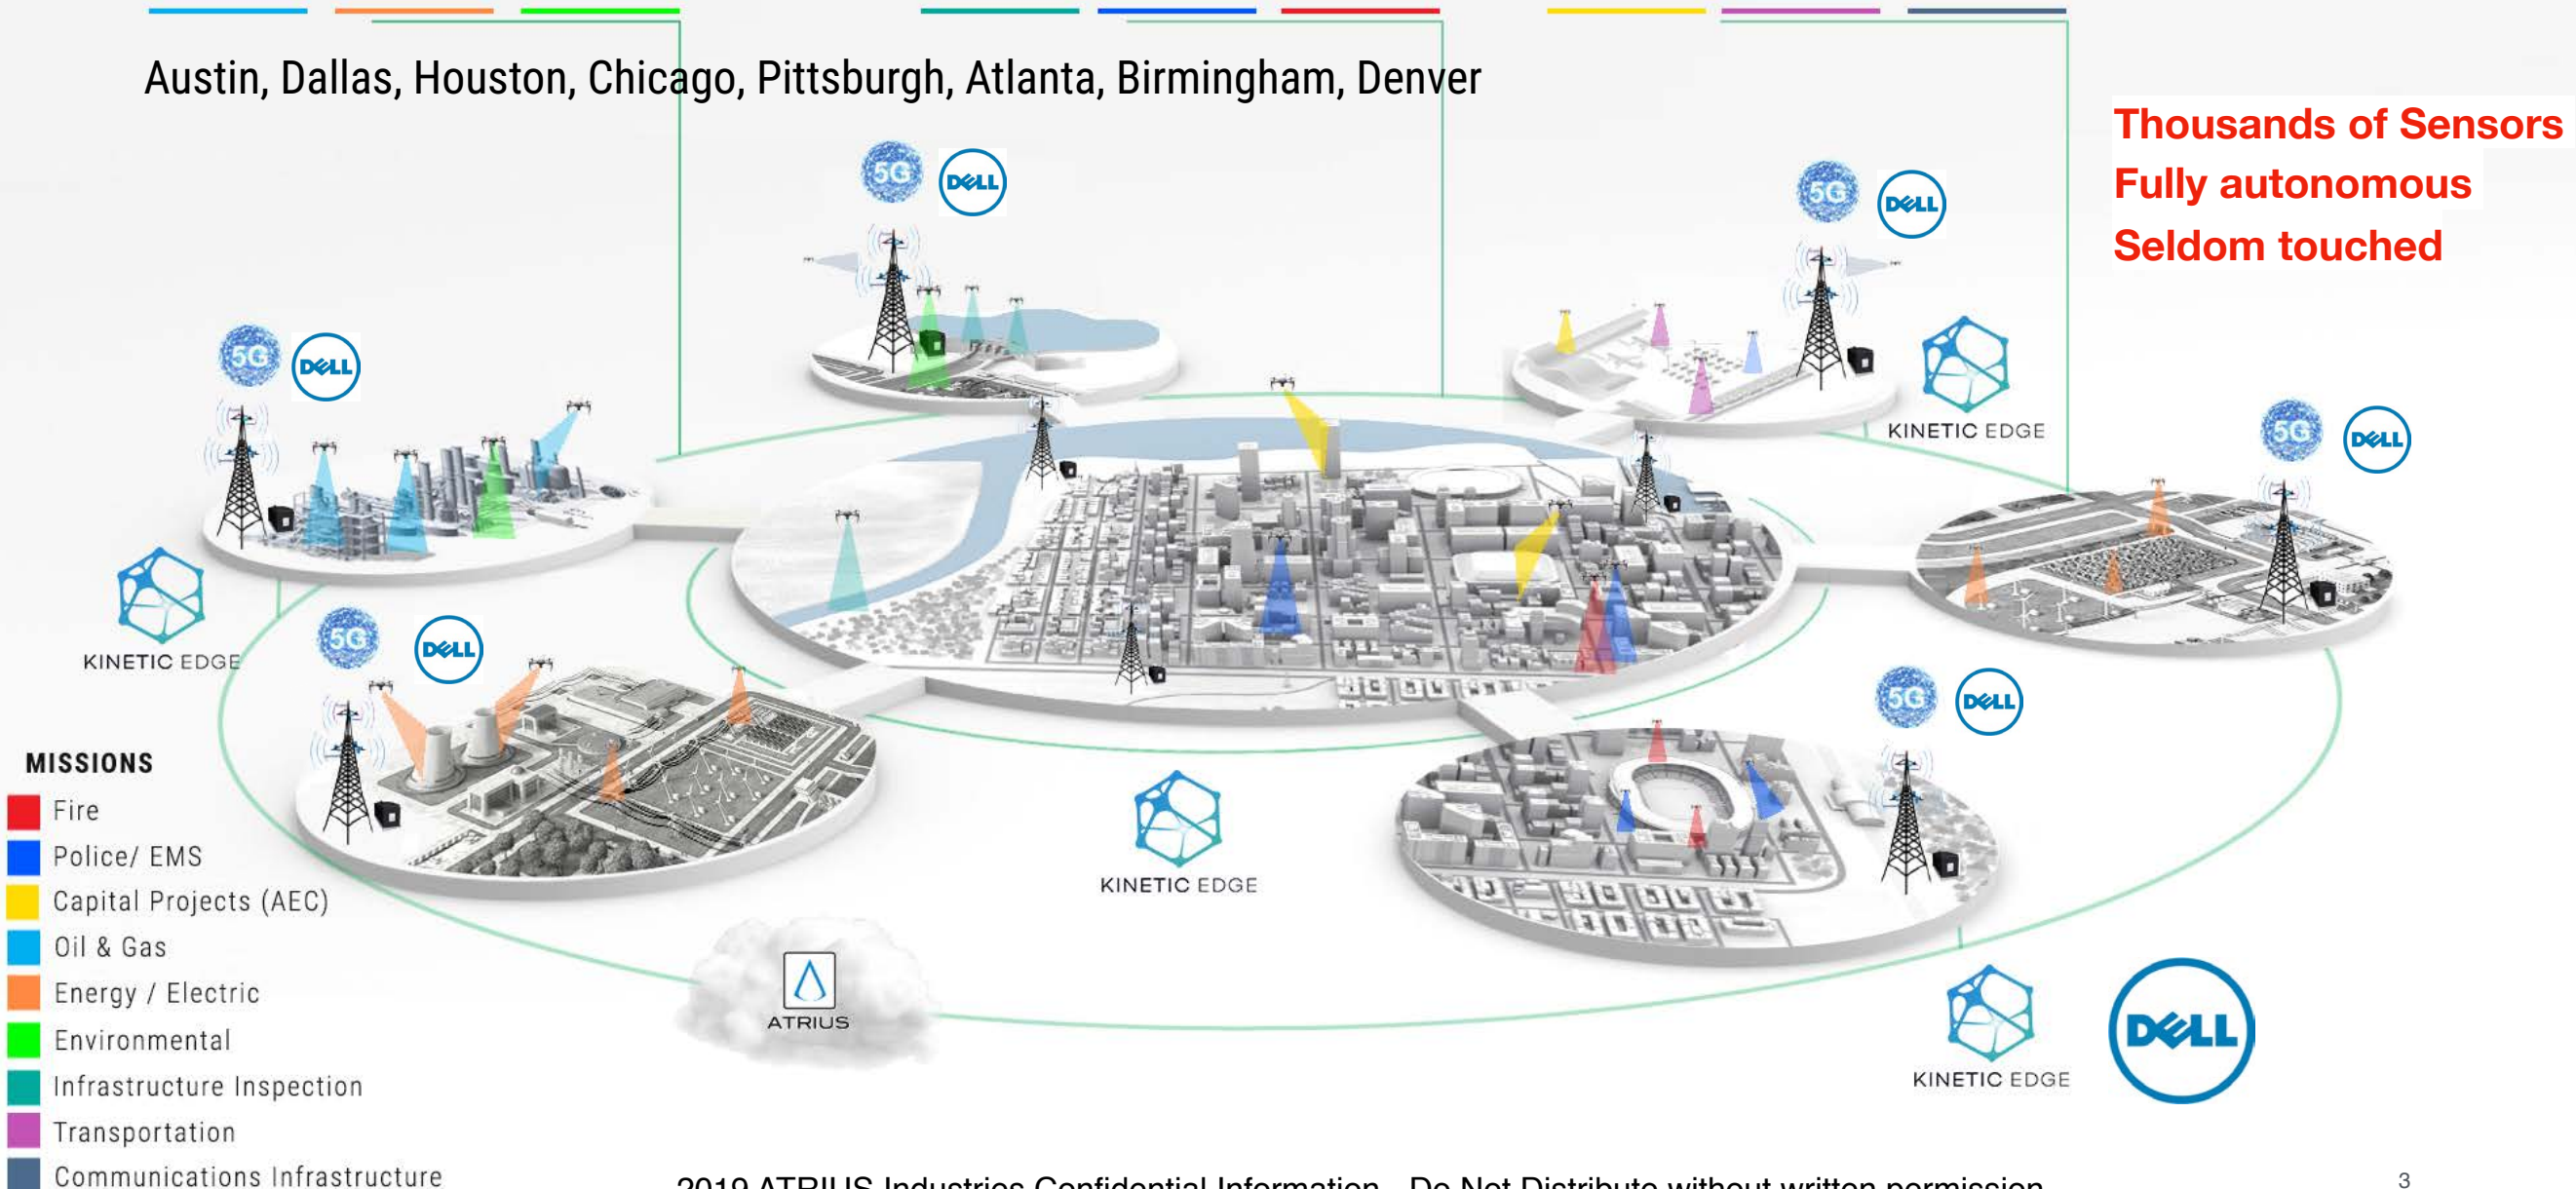 Austin, Dallas, Houston, Chicago, Pittsburgh, Atlanta, Birmingham, Denver
Thousands of Sensors
Fully autonomous
Seldom touched
5G DELL
5G DELL
5G DELL
KINETIC EDGE
5G DELL
KINETIC EDGE
5G DELL
5G DELL
MISSIONS
Fire
Police/ EMS
Capital Projects (AEC)
Oil & Gas
Energy / Electric
Environmental
Infrastructure Inspection
Transportation
Communications Infrastructure
KINETIC EDGE
ATRIUS
KINETIC EDGE
DELL
2019 ATRIUS Industries Confidential Information - Do Not Distribute without written permission
3